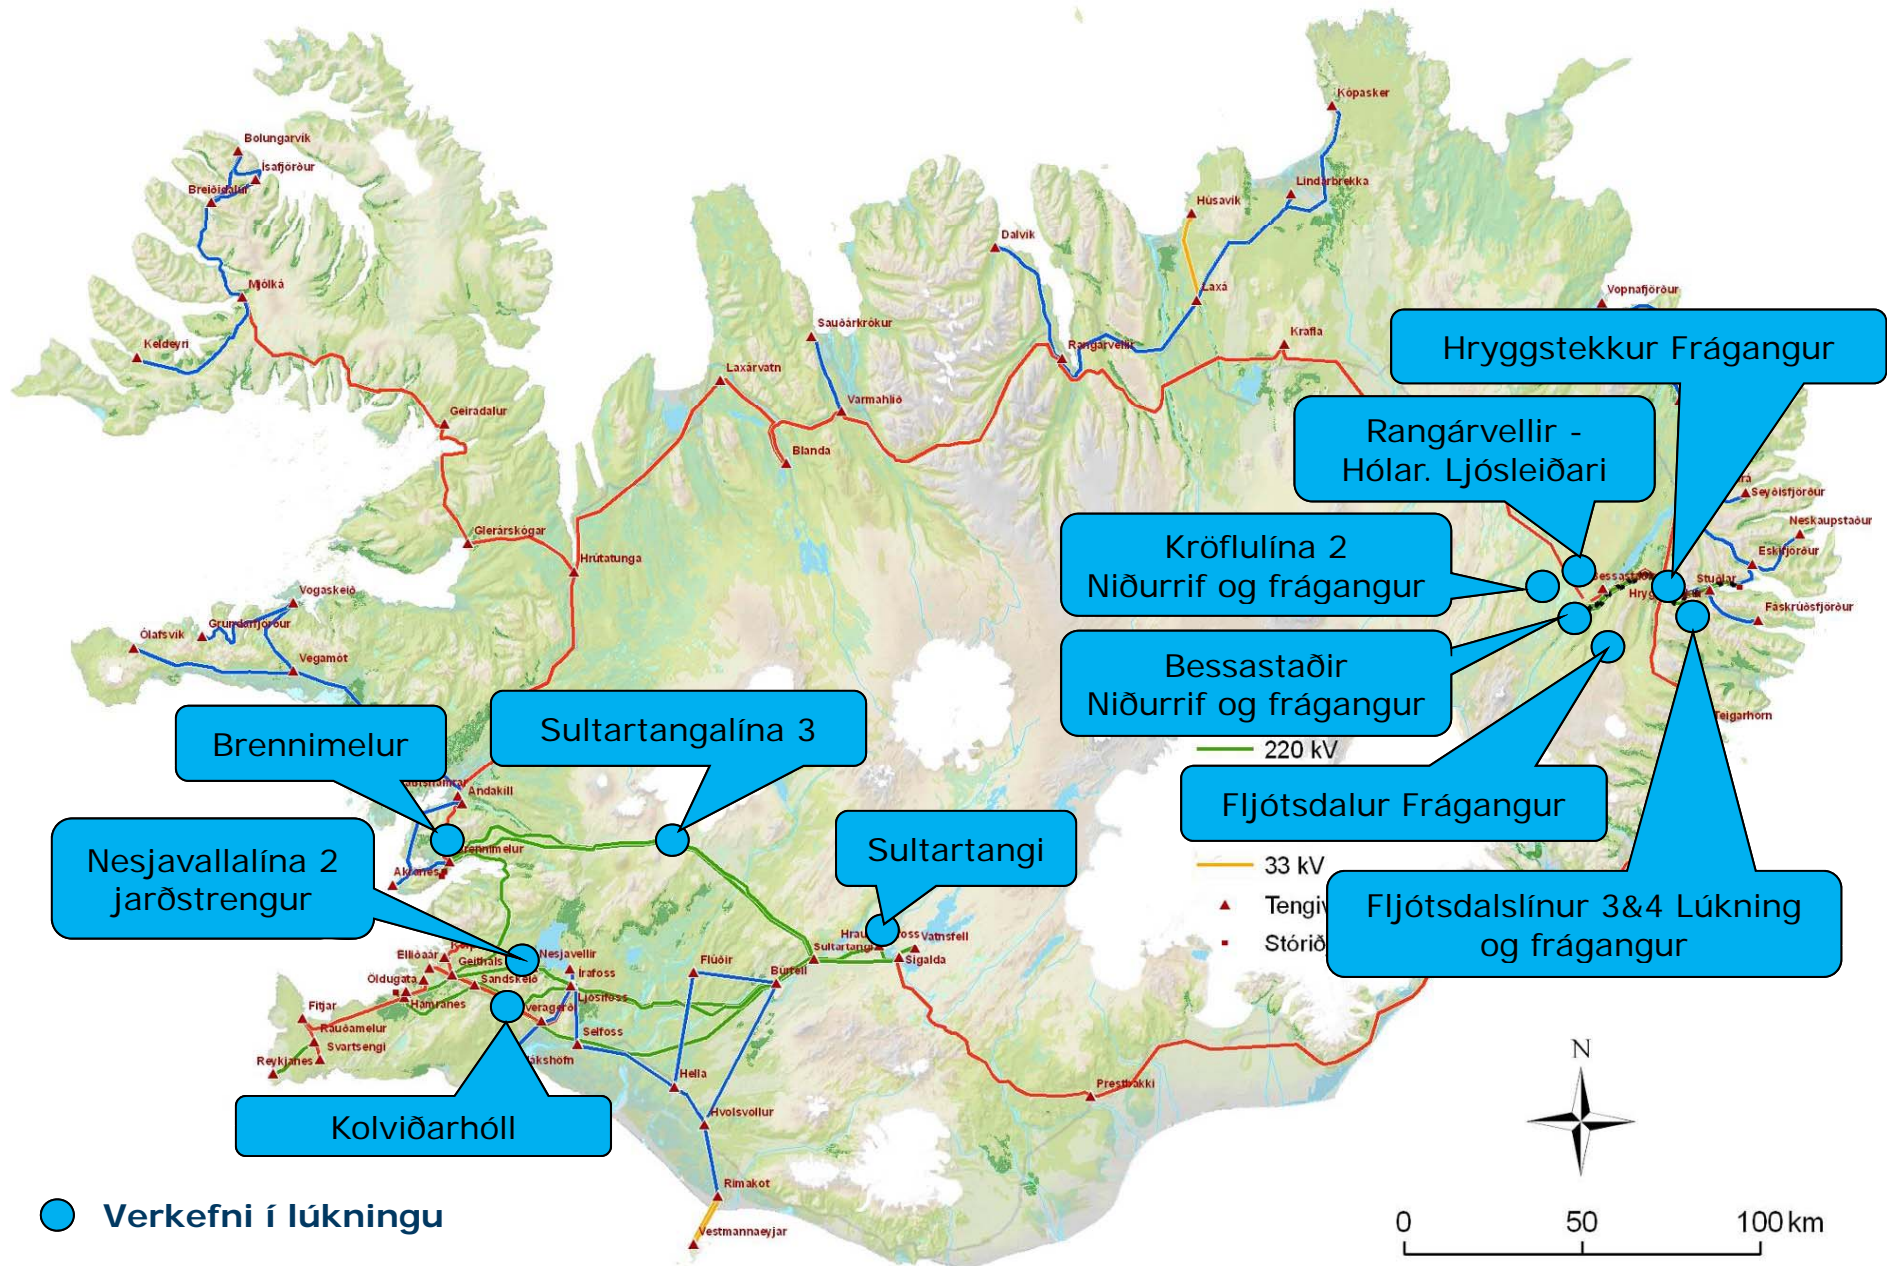 Kópasker
Bolungarvík
Ísafjörður
Breiðidalur
Lindarbrekka
Húsavík
Dalvík
Mjólká
Laxá
Vopnafjörður
Sauðárkrókur
Krafla
Keldeyri
Rangárvellir
Hryggstekkur Frágangur
Laxárvatn
Varmahlíð
Geiradalur
Blanda
Rangárvellir -
Hólar. Ljósleiðari
Seyðisfjörður
Neskaupstaður
Glerárskógar
Hrútatunga
Eskifjörður
Kröflulína 2
Niðurrif og frágangur
Stuðlar
Vogaskeið
Fáskrúðsfjörður
Grundarfjörður
Ólafsvík
Vegamót
Bessastaðir
Niðurrif og frágangur
Teigarhorn
Sultartangalína 3
Brennimelur
220 kV
Andakíll
Fljótsdalur Frágangur
Nesjavallalína 2
jarðstrengur
Brennimelur
Sultartangi
33 kV
Akranes
Fljótsdalslínur 3&4 Lúkning
og frágangur
Vatnsfell
Sultartangi
Sigalda
Elliðaár
Geitháls
Nesjavellir
Írafoss
Flúðir
Búrfell
Öldugata
Sandskeið
Ljósifoss
Hamranes
Fitjar
Rauðamelur
Svartsengi
Reykjanes
Selfoss
Hella
Prestbakki
Hvolsvollur
Kolviðarhóll
Rimakot
Vestmannaeyjar
N
Verkefni í lúkningu
0 50 100 km